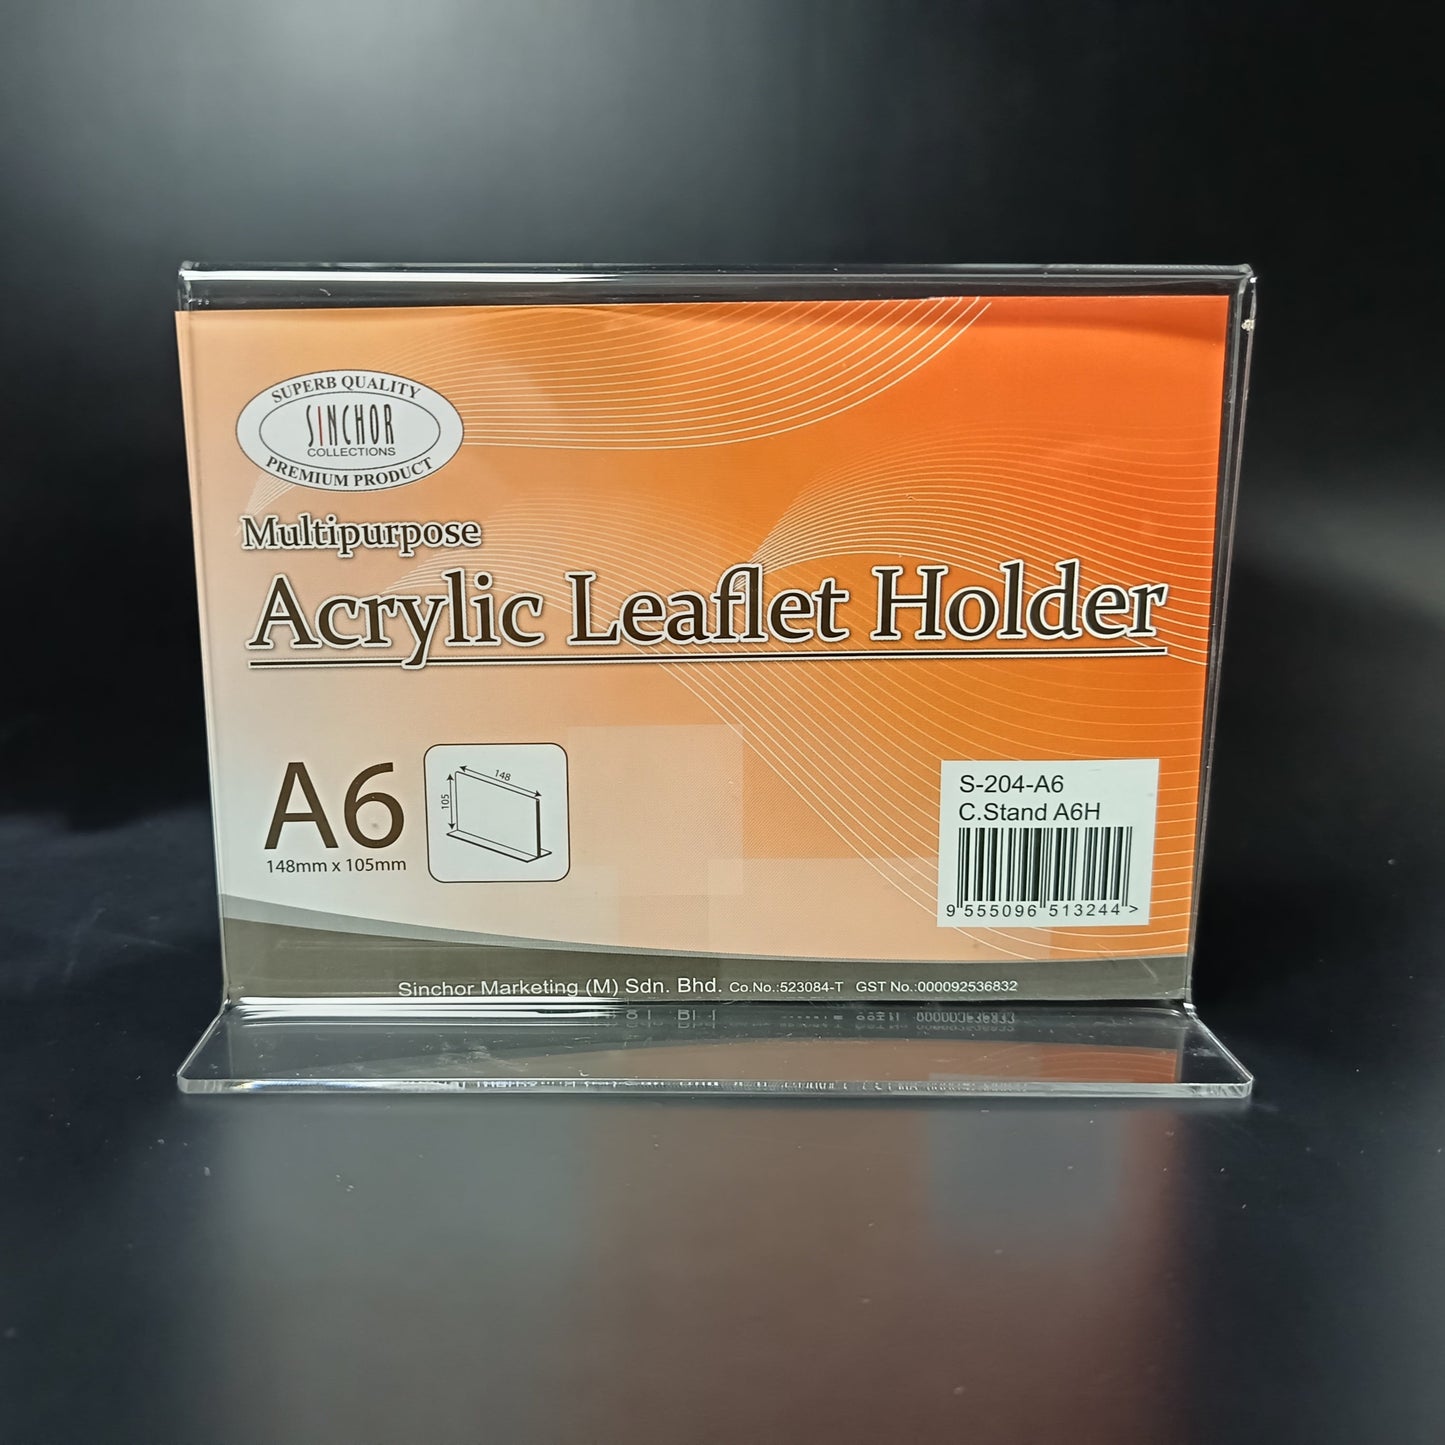 SUPERB QUALITY
SINCHOR
COLLECTIONS
PREMIUM PRODUCT
Multipurpose
Acrylic Leaflet Holder
A6
148mm x 105mm
148
105
S-204-A6
C.Stand A6H
9 555096 513244 >
Sinchor Marketing (M) Sdn. Bhd. Co.No.:523084-T GST No.:000092536832